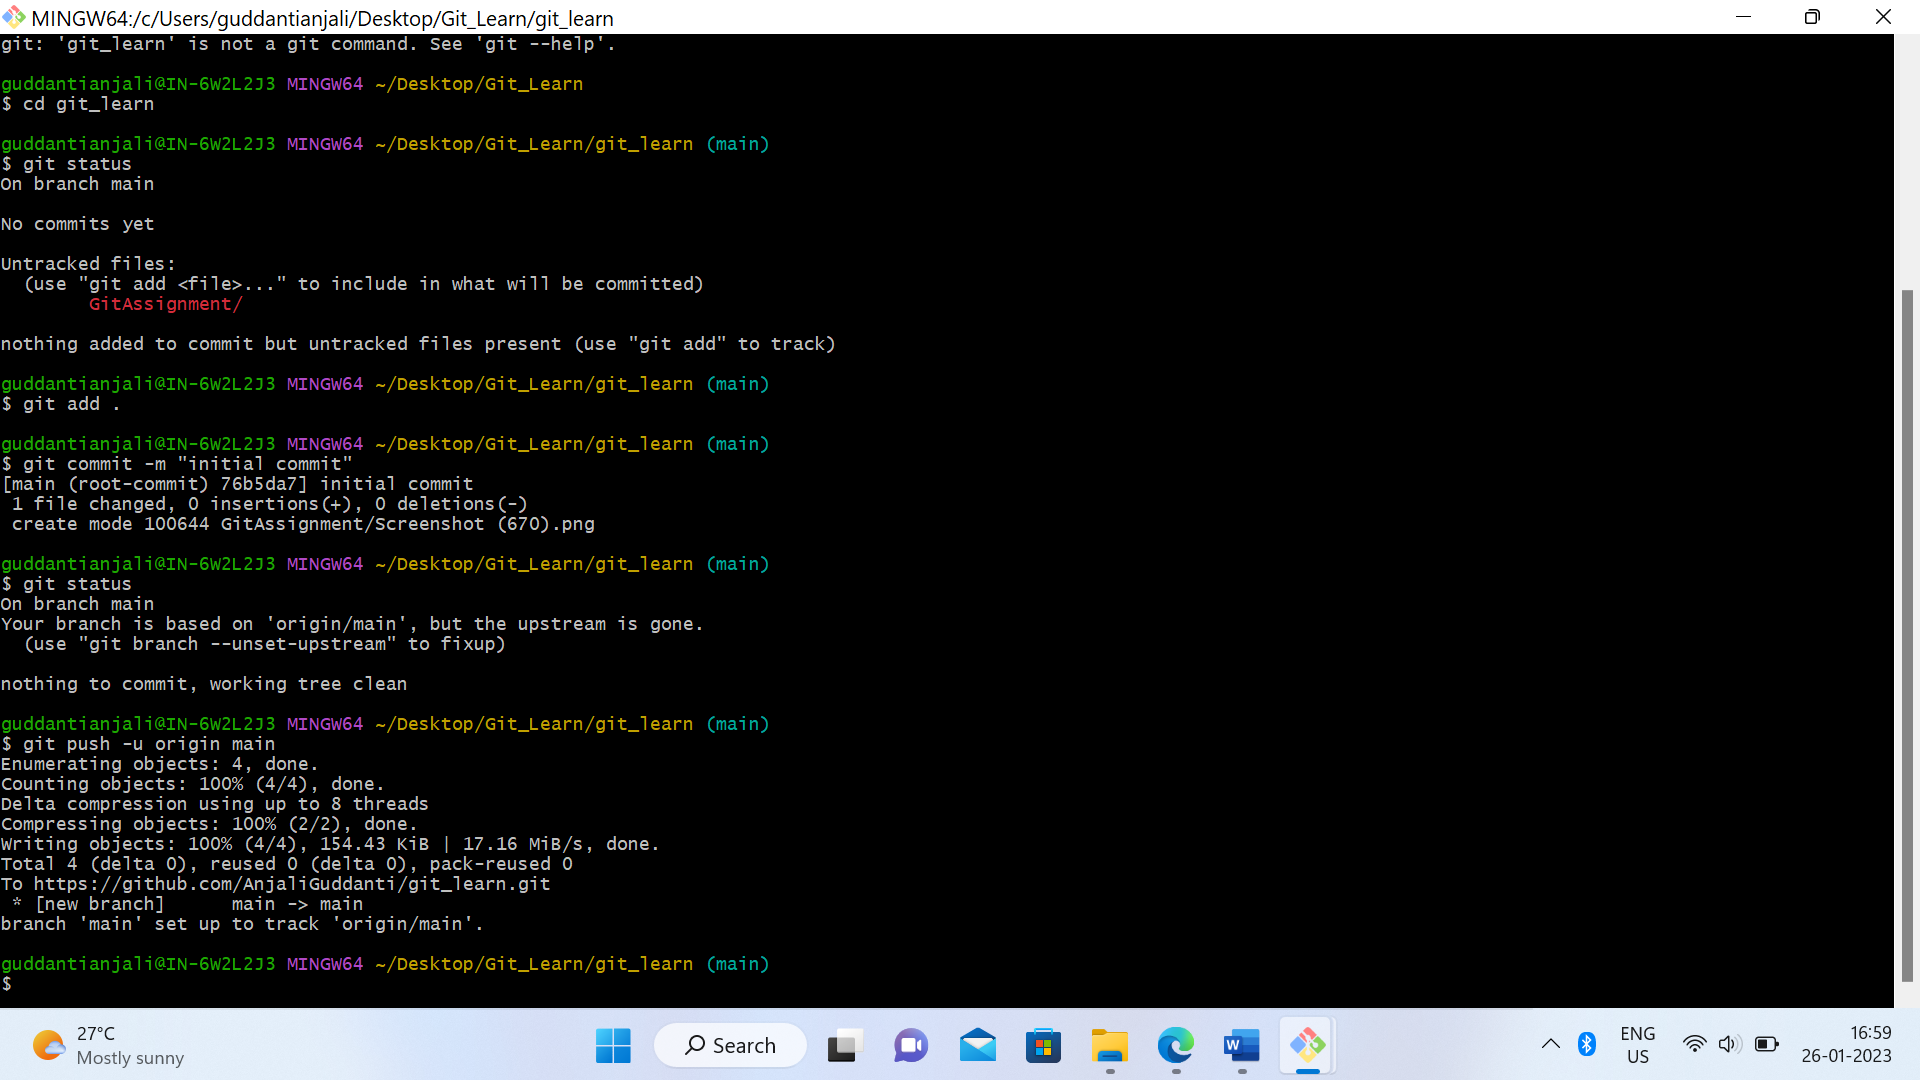 MINGW64:/c/Users/guddantianjali/Desktop/Git_Learn/git_learn
git: 'git_learn' is not a git command. See 'git --help'.
guddantianjali@IN-6W2L2J3 MINGW64 ~/Desktop/Git_Learn
$ cd git_learn
guddantianjali@IN-6W2L2J3 MINGW64 ~/Desktop/Git_Learn/git_learn (main)
$ git status
On branch main
No commits yet
Untracked files:
  (use "git add <file>..." to include in what will be committed)
        GitAssignment/
nothing added to commit but untracked files present (use "git add" to track)
guddantianjali@IN-6W2L2J3 MINGW64 ~/Desktop/Git_Learn/git_learn (main)
$ git add .
guddantianjali@IN-6W2L2J3 MINGW64 ~/Desktop/Git_Learn/git_learn (main)
$ git commit -m "initial commit"
[main (root-commit) 76b5da7] initial commit
 1 file changed, 0 insertions(+), 0 deletions(-)
 create mode 100644 GitAssignment/Screenshot (670).png
guddantianjali@IN-6W2L2J3 MINGW64 ~/Desktop/Git_Learn/git_learn (main)
$ git status
On branch main
Your branch is based on 'origin/main', but the upstream is gone.
  (use "git branch --unset-upstream" to fixup)
nothing to commit, working tree clean
guddantianjali@IN-6W2L2J3 MINGW64 ~/Desktop/Git_Learn/git_learn (main)
$ git push -u origin main
Enumerating objects: 4, done.
Counting objects: 100% (4/4), done.
Delta compression using up to 8 threads
Compressing objects: 100% (2/2), done.
Writing objects: 100% (4/4), 154.43 KiB | 17.16 MiB/s, done.
Total 4 (delta 0), reused 0 (delta 0), pack-reused 0
To https://github.com/AnjaliGuddanti/git_learn.git
 * [new branch]      main -> main
branch 'main' set up to track 'origin/main'.
guddantianjali@IN-6W2L2J3 MINGW64 ~/Desktop/Git_Learn/git_learn (main)
$
27°C
Mostly sunny
Search
W
ENG
US
16:59
26-01-2023